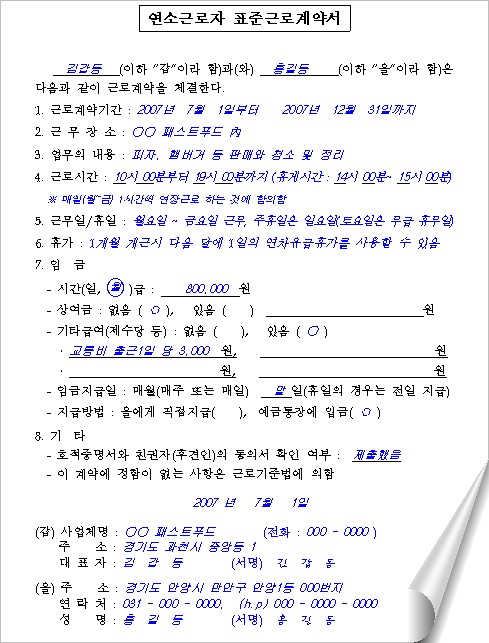 연소근로자 표준근로계약서
김갑동 (이하 "갑"이라 함)과(와) 홍길동 (이하 "을"이라 함)은
다음과 같이 근로계약을 체결한다.
1. 근로계약기간 : 2007년 7월 1일부터 2007년 12월 31일까지
2. 근 무 장 소 : ○○ 패스트푸드 內
3. 업무의 내용 : 피자, 햄버거 등 판매와 청소 및 정리
4. 근로시간 : 10시 00분부터 19시 00분까지 (휴게시간 : 14시 00분~ 15시 00분)
※ 매일(월~금) 1시간씩 연장근로 하는 것에 합의함
5. 근무일/휴일 : 월요일 ~ 금요일 근무, 주휴일은 일요일(토요일은 무급 휴무일)
6. 휴가 : 1개월 개근시 다음 달에 1일의 연차유급휴가를 사용할 수 있음
7. 임 금
- 시간(일, 월 )급 : 800,000 원
- 상여금 : 없음 ( ○ ), 있음 ( ) 원
- 기타급여(제수당 등) : 없음 ( ), 있음 ( ○ )
· 교통비 출근1일 당 3,000 원, 원
· 원, 원
- 임금지급일 : 매월(매주 또는 매일) 말 일(휴일의 경우는 전일 지급)
- 지급방법 : 을에게 직접지급( ), 예금통장에 입금( ○ )
8. 기 타
- 호적증명서와 친권자(후견인)의 동의서 확인 여부 : 제출했음
- 이 계약에 정함이 없는 사항은 근로기준법에 의함
2007 년 7월 1일
(갑) 사업체명 : ○○ 패스트푸드 (전화 : 000 - 0000 )
주 소 : 경기도 과천시 중앙동 1
대 표 자 : 김 갑 동 (서명) 김 갑 동
(을) 주 소 : 경기도 안양시 만안구 안양1동 000번지
연 락 처 : 031 - 000 - 0000, (h.p) 000 - 0000 - 0000
성 명 : 홍 길 동 (서명) 홍 길 동